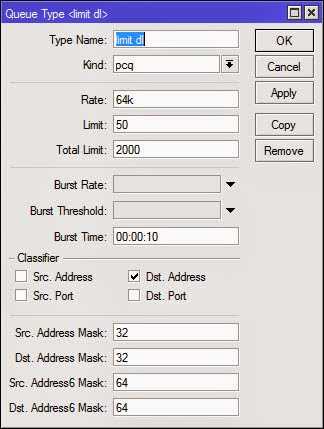 Queue Type <limit dl>
Type Name: limit dl
OK
Kind: pcq
Cancel
Rate: 64k
Apply
Limit: 50
Copy
Total Limit: 2000
Remove
Burst Rate:
Burst Threshold:
Burst Time: 00:00:10
Classifier
Src. Address Dst. Address
Src. Port Dst. Port
Src. Address Mask: 32
Dst. Address Mask: 32
Src. Address6 Mask: 64
Dst. Address6 Mask: 64